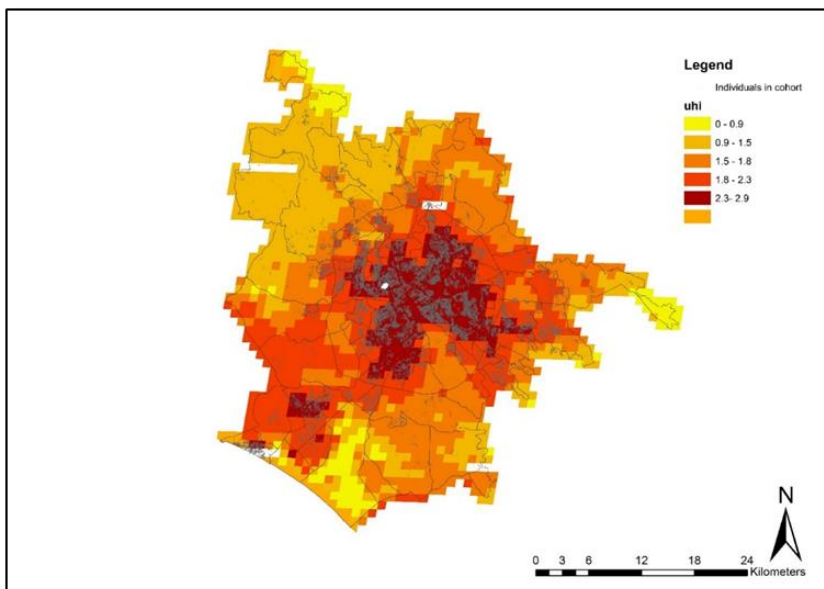 Legend
Individuals in cohort
uhi
0 - 0.9
0.9 - 1.5
1.5 - 1.8
1.8 - 2.3
2.3- 2.9
N
0 3 6 12 18 24
Kilometers